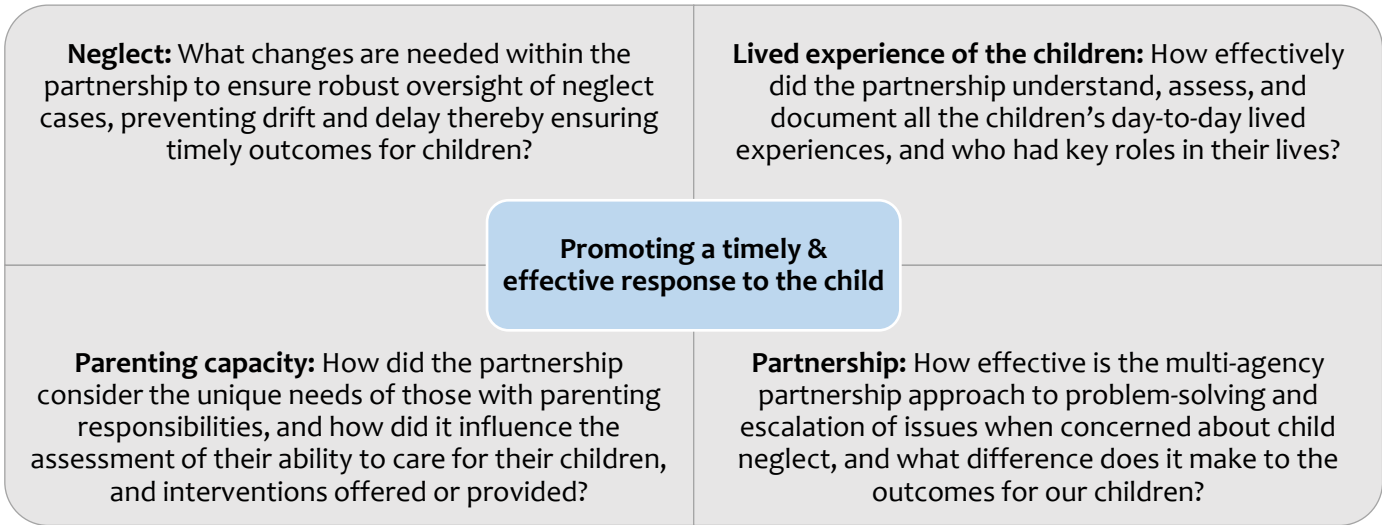 Neglect: What changes are needed within the
partnership to ensure robust oversight of neglect
cases, preventing drift and delay thereby ensuring
timely outcomes for children?
Lived experience of the children: How effectively
did the partnership understand, assess, and
document all the children’s day-to-day lived
experiences, and who had key roles in their lives?
Promoting a timely &
effective response to the child
Parenting capacity: How did the partnership
consider the unique needs of those with parenting
responsibilities, and how did it influence the
assessment of their ability to care for their children,
and interventions offered or provided?
Partnership: How effective is the multi-agency
partnership approach to problem-solving and
escalation of issues when concerned about child
neglect, and what difference does it make to the
outcomes for our children?